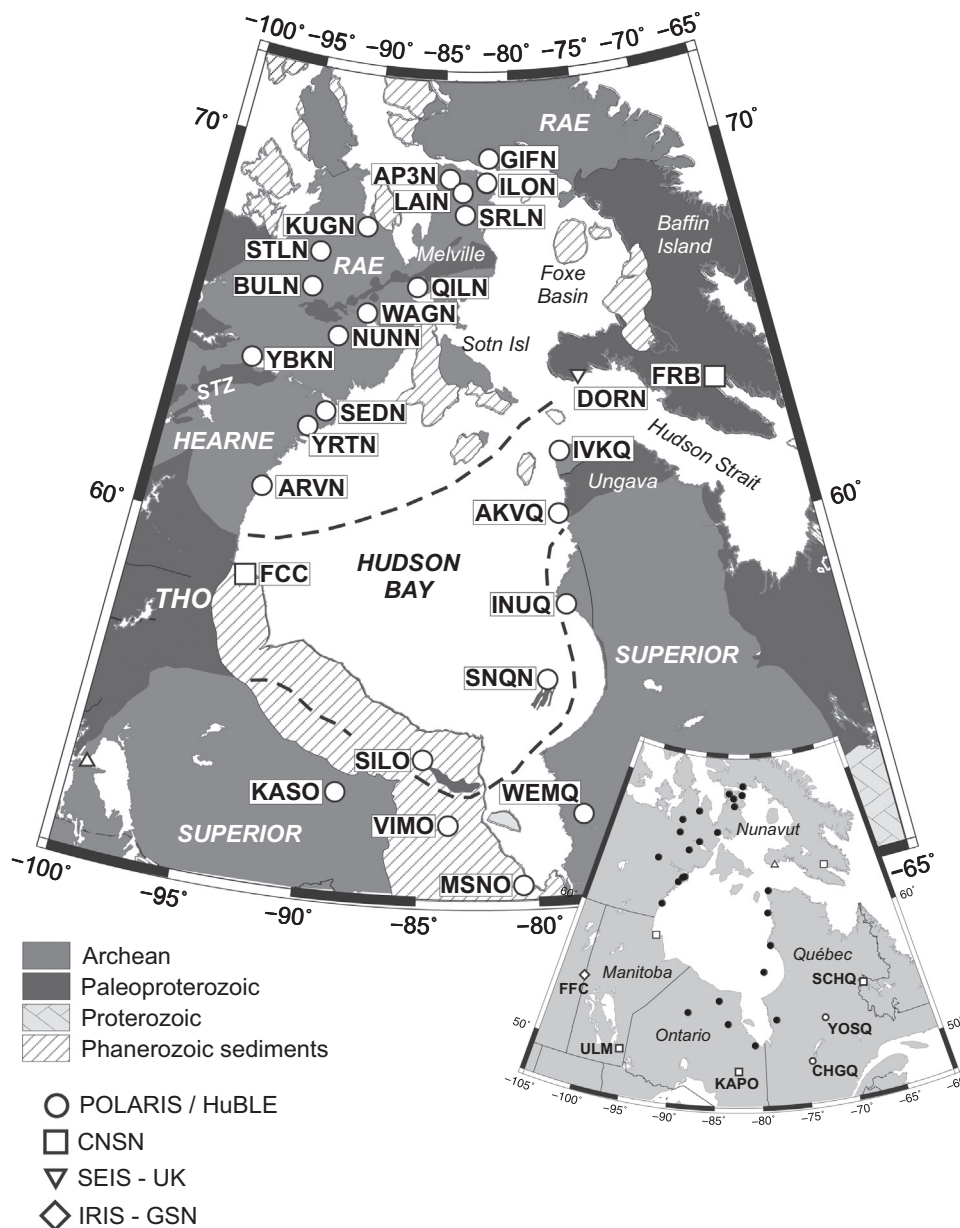 −100° −95° −90° −85° −80° −75° −70° −65°
70° 70°
RAE
GIFN
AP3N
ILON
LAIN
SRLN
KUGN
STLN
RAE
Melville
Baffin
Island
Foxe
Basin
BULN
QILN
WAGN
NUNN
Sotn Isl
YBKN
STZ
FRB
DORN
SEDN
HEARNE
YRTN
IVKQ
Hudson Strait
Ungava
ARVN
60° 60°
AKVQ
HUDSON
BAY
FCC
THO
INUQ
SUPERIOR
SNQN
SILO
KASO
WEMQ
VIMO
SUPERIOR
MSNO
−100° −95° −90° −85° −80° −65°
60° 60°
Nunavut
Manitoba
Québec
FFC
SCHQ
Ontario
YOSQ
50° 50°
ULM
KAPO
CHGQ
−105° −100° −95° −90° −85° −80° −75° −70° −65° −65
Archean
Paleoproterozoic
Proterozoic
Phanerozoic sediments
POLARIS / HuBLE
CNSN
SEIS - UK
IRIS - GSN